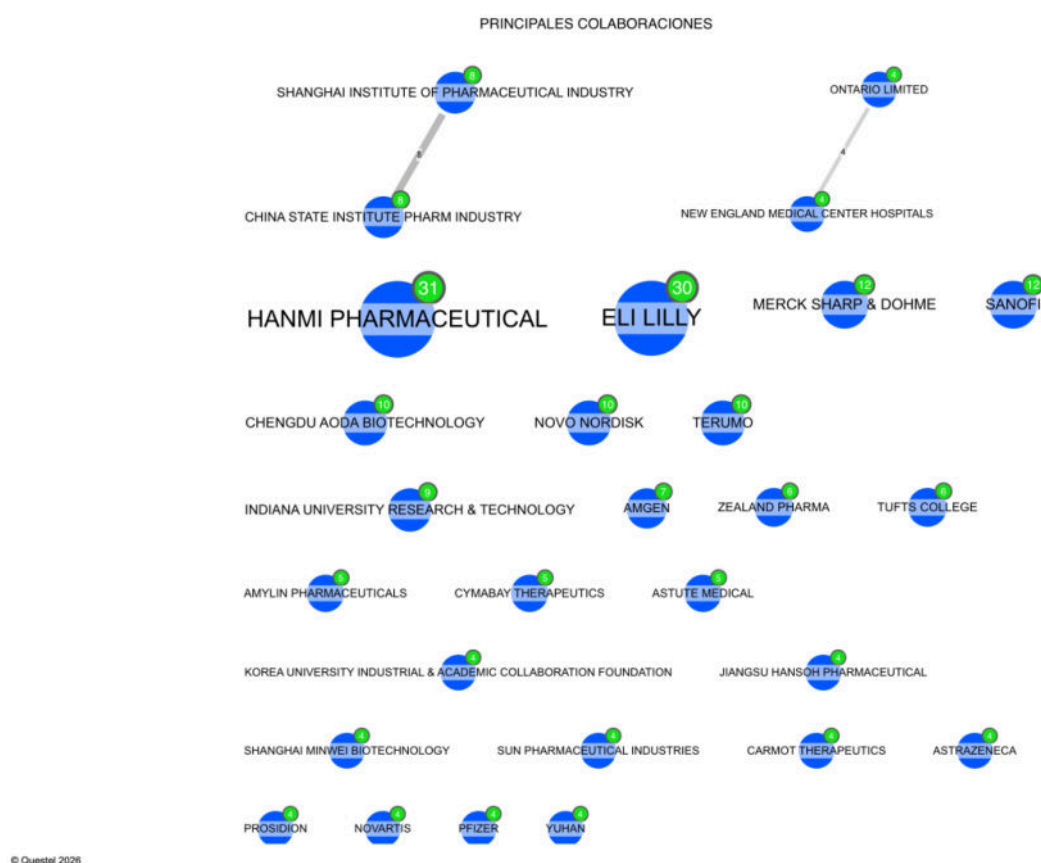 PRINCIPALES COLABORACIONES
8
SHANGHAI INSTITUTE OF PHARMACEUTICAL INDUSTRY
4
ONTARIO LIMITED
8
4
8
CHINA STATE INSTITUTE PHARM INDUSTRY
4
NEW ENGLAND MEDICAL CENTER HOSPITALS
31
HANMI PHARMACEUTICAL
30
ELI LILLY
12
MERCK SHARP & DOHME
12
SANOFI
10
CHENGDU AODA BIOTECHNOLOGY
10
NOVO NORDISK
10
TERUMO
9
INDIANA UNIVERSITY RESEARCH & TECHNOLOGY
7
AMGEN
6
ZEALAND PHARMA
6
TUFTS COLLEGE
5
AMYLIN PHARMACEUTICALS
5
CYMABAY THERAPEUTICS
5
ASTUTE MEDICAL
4
KOREA UNIVERSITY INDUSTRIAL & ACADEMIC COLLABORATION FOUNDATION
4
JIANGSU HANSOH PHARMACEUTICAL
4
SHANGHAI MINWEI BIOTECHNOLOGY
4
SUN PHARMACEUTICAL INDUSTRIES
4
CARMOT THERAPEUTICS
4
ASTRAZENECA
4
PROSIDION
4
NOVARTIS
4
PFIZER
4
YUHAN
© Questel 2026